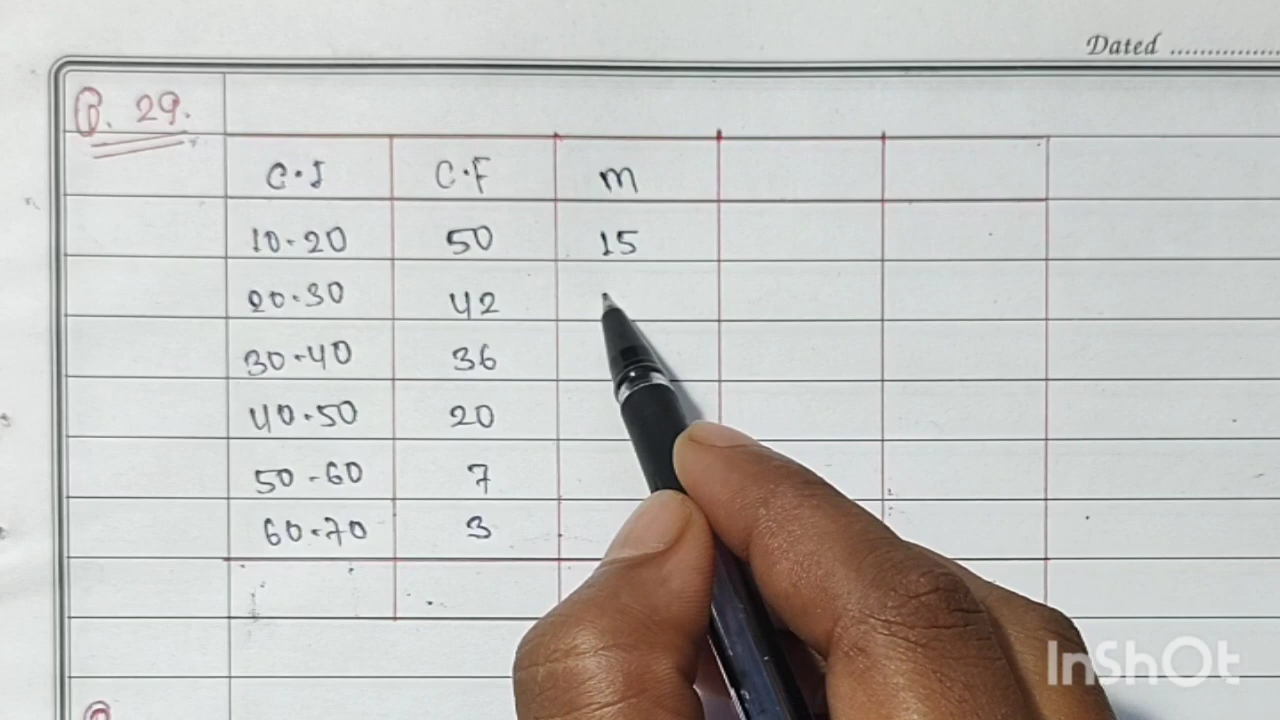 Dated ...............
Q. 29.
C.I C.F m
10-20 50 15
20-30 42
30-40 36
40-50 20
50-60 7
60-70 3
InShOt